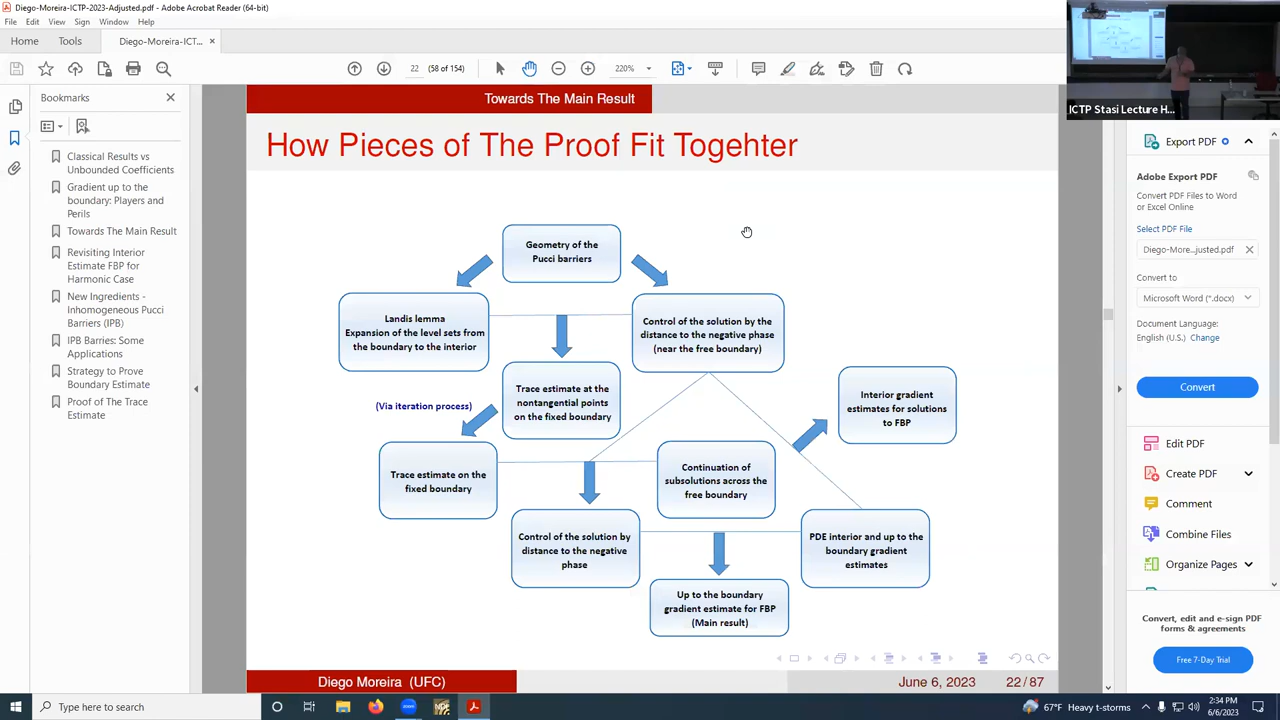 Diego-Moreira-ICTP-2023-Adjusted.pdf - Adobe Acrobat Reader (64-bit)
File Edit View Sign Window Help
Home Tools Diego-Moreira-ICT... ×
22 (58 of 154) 220%
Bookmarks
Classical Results vs
Unbounded Coefficients
Gradient up to the
boundary: Players and
Perils
Towards The Main Result
Revisiting Interior
Estimate FBP for
Harmonic Case
New Ingredients -
Inhomogeneous Pucci
Barriers (IPB)
IPB Barries: Some
Applications
Strategy to Prove
Boundary Estimate
Proof of The Trace
Estimate
Towards The Main Result
How Pieces of The Proof Fit Togehter
Geometry of the
Pucci barriers
Landis lemma
Expansion of the level sets from
the boundary to the interior
Control of the solution by the
distance to the negative phase
(near the free boundary)
Trace estimate at the
nontangential points
on the fixed boundary
(Via iteration process)
Interior gradient
estimates for solutions
to FBP
Trace estimate on the
fixed boundary
Continuation of
subsolutions across the
free boundary
Control of the solution by
distance to the negative
phase
PDE interior and up to the
boundary gradient
estimates
Up to the boundary
gradient estimate for FBP
(Main result)
Diego Moreira (UFC)
June 6, 2023 22/87
ICTP Stasi Lecture H...
Export PDF
Adobe Export PDF
Convert PDF Files to Word
or Excel Online
Select PDF File
Diego-More...justed.pdf
Convert to
Microsoft Word (*.docx)
Document Language:
English (U.S.) Change
Convert
Edit PDF
Create PDF
Comment
Combine Files
Organize Pages
Convert, edit and e-sign PDF
forms & agreements
Free 7-Day Trial
Type here to search
67°F Heavy t-storms
2:34 PM
6/6/2023